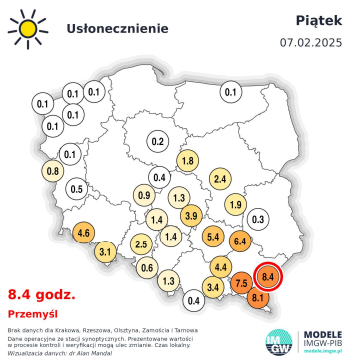 Usłonecznienie
Piątek
07.02.2025
0.1
0.1
0.1
0.1
0.1
0.1
0.2
0.1
1.8
0.8
0.4
2.4
0.5
0.9
1.3
1.9
1.4
3.9
0.3
4.6
2.5
1.4
5.4
6.4
3.1
0.6
4.4
8.4
1.3
3.4
7.5
0.4
8.1
8.4 godz.
Przemyśl
Brak danych dla Krakowa, Rzeszowa, Olsztyna, Zamościa i Tarnowa
Dane operacyjne ze stacji synoptycznych. Prezentowane wartości
w procesie kontroli i weryfikacji mogą ulec zmianie. Czas lokalny.
Wizualizacja danych: dr Alan Mandal
IM
GW
MODELE
IMGW-PIB
modele.imgw.pl